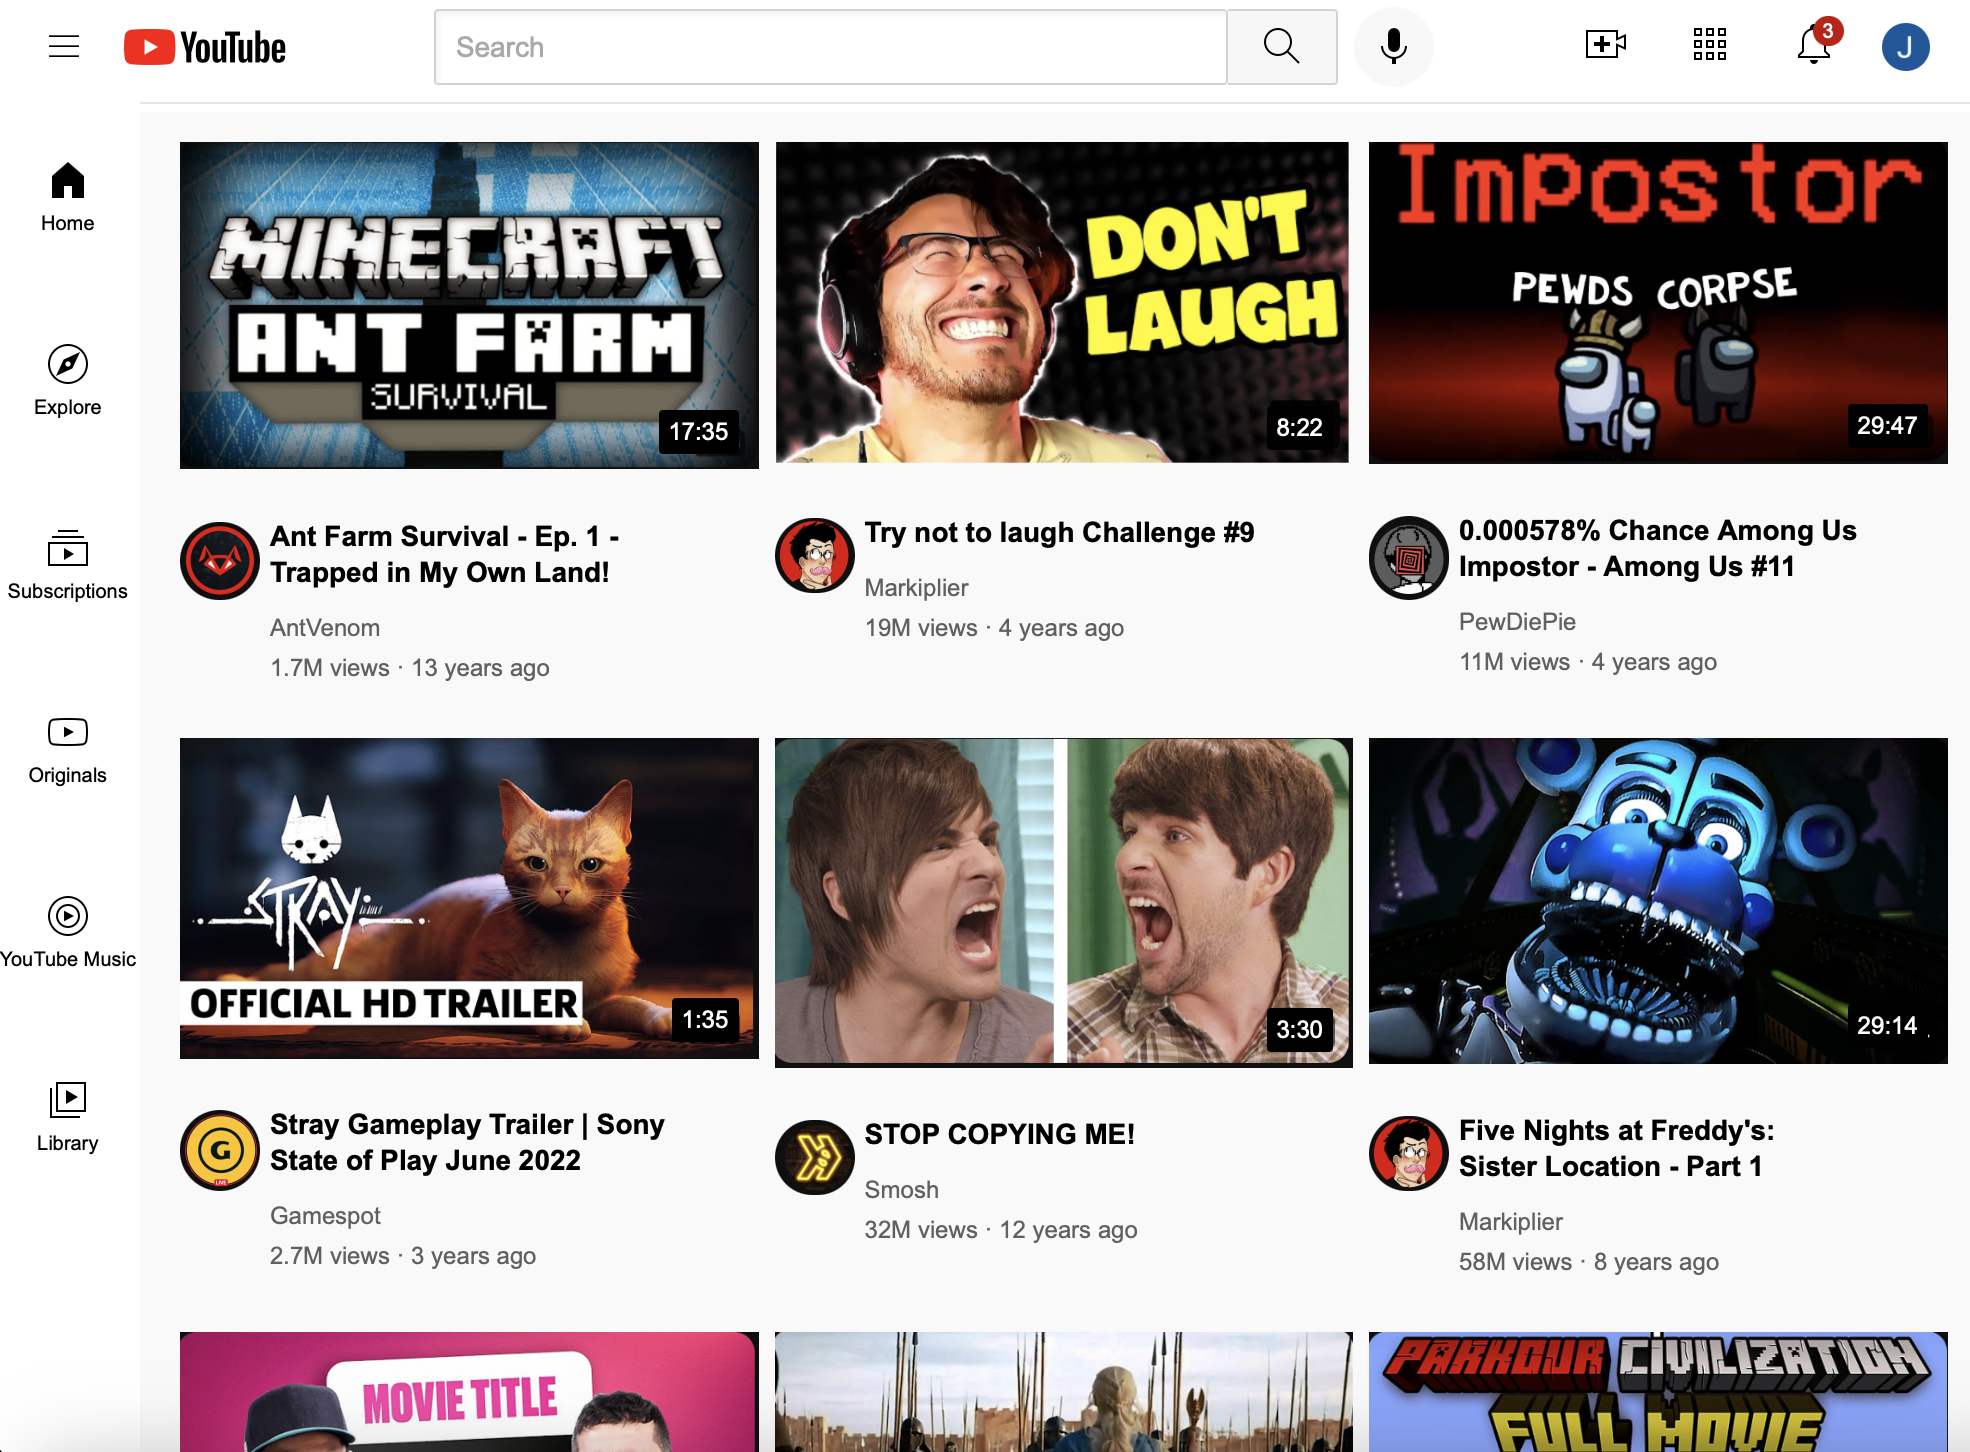 YouTube
Search
3
J
Home
Explore
Subscriptions
Originals
YouTube Music
Library
MINECRAFT
ANT FARM
SURVIVAL
17:35
Ant Farm Survival - Ep. 1 -
Trapped in My Own Land!
AntVenom
1.7M views · 13 years ago
DON'T
LAUGH
8:22
Try not to laugh Challenge #9
Markiplier
19M views · 4 years ago
Impostor
PEWDS CORPSE
29:47
0.000578% Chance Among Us
Impostor - Among Us #11
PewDiePie
11M views · 4 years ago
STRAY
OFFICIAL HD TRAILER
1:35
G
LIVE
Stray Gameplay Trailer | Sony
State of Play June 2022
Gamespot
2.7M views · 3 years ago
3:30
STOP COPYING ME!
Smosh
32M views · 12 years ago
29:14
Five Nights at Freddy's:
Sister Location - Part 1
Markiplier
58M views · 8 years ago
MOVIE TITLE
PARKOUR CIVILIZATION
FULL MOVIE